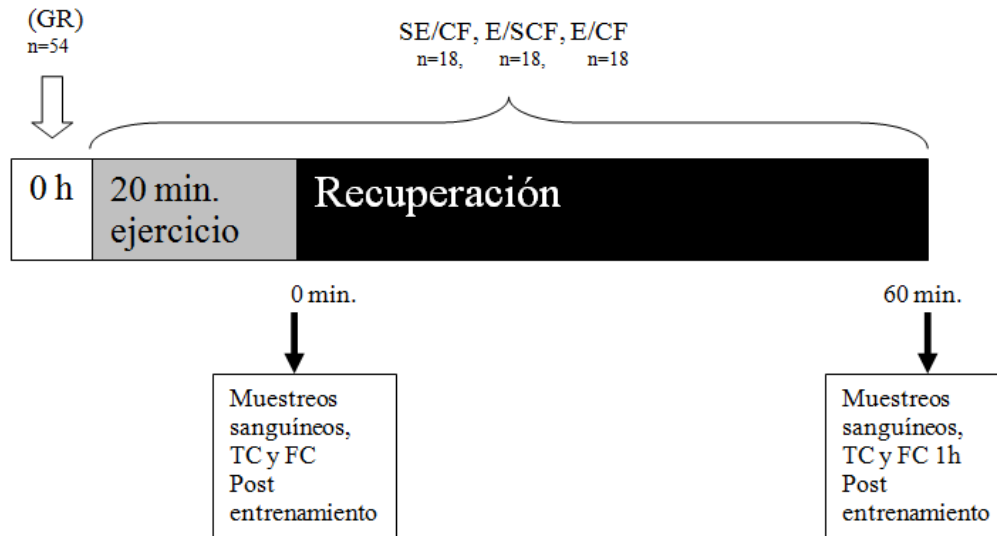 (GR)
n=54
SE/CF, E/SCF, E/CF
n=18, n=18, n=18
0 h
20 min.
ejercicio
Recuperación
0 min.
60 min.
Muestreos
sanguíneos,
TC y FC
Post
entrenamiento
Muestreos
sanguíneos,
TC y FC 1h
Post
entrenamiento